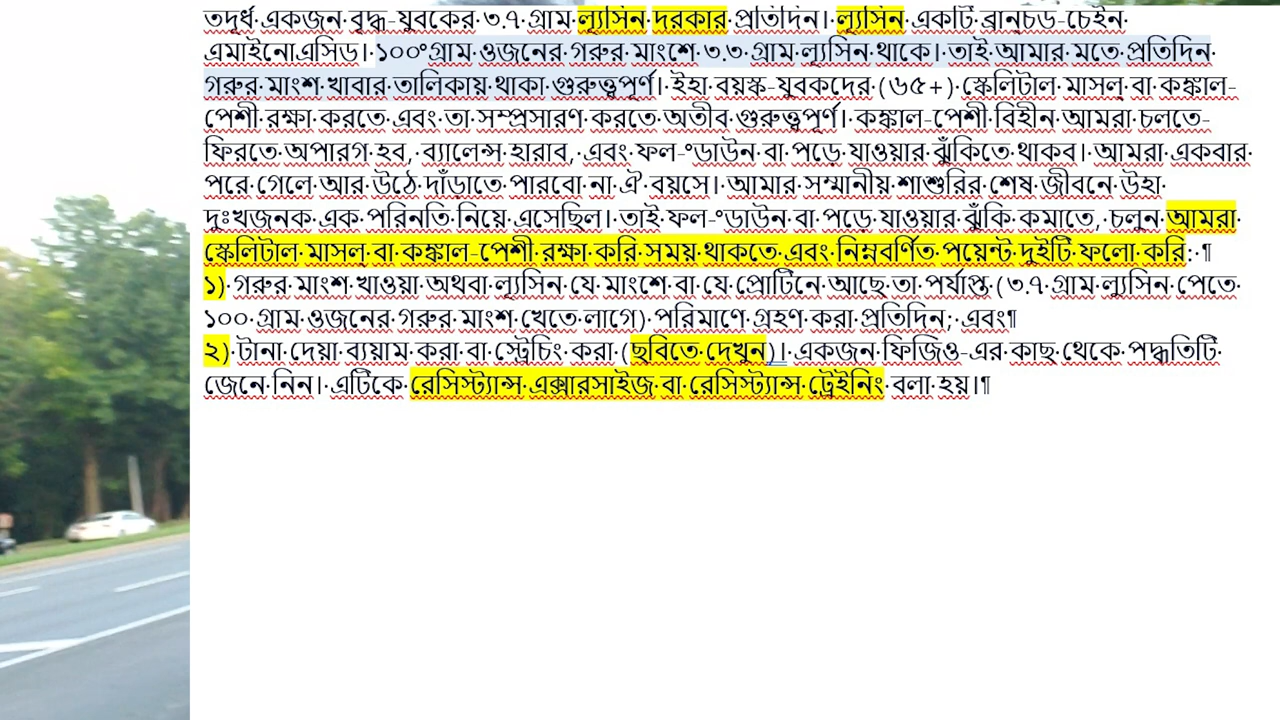 তদূর্ধ একজন বৃদ্ধ-যুবকের ৩.৭ গ্রাম ল্যূসিন দরকার প্রতিদিন। ল্যূসিন একটি ব্রান্চড-চেইন
এমাইনোএসিড। ১০০ গ্রাম ওজনের গরুর মাংশে ৩.৩ গ্রাম ল্যূসিন থাকে। তাই আমার মতে প্রতিদিন
গরুর মাংশ খাবার তালিকায় থাকা গুরুত্বপূর্ণ। ইহা বয়স্ক-যুবকদের (৬৫+) স্কেলিটাল মাসল্ বা কঙ্কাল-
পেশী রক্ষা করতে এবং তা সম্প্রসারণ করতে অতীব গুরুত্বপূর্ণ। কঙ্কাল-পেশী বিহীন আমরা চলতে-
ফিরতে অপারগ হব, ব্যালেন্স হারাব, এবং ফল- ডাউন বা পড়ে যাওয়ার ঝুঁকিতে থাকব। আমরা একবার
পরে গেলে আর উঠে দাঁড়াতে পারবো না ঐ বয়সে। আমার সম্মানীয় শাশুরির শেষ জীবনে উহা
দুঃখজনক এক পরিনতি নিয়ে এসেছিল। তাই ফল- ডাউন বা পড়ে যাওয়ার ঝুঁকি কমাতে, চলুন আমরা
স্কেলিটাল মাসল্ বা কঙ্কাল-পেশী রক্ষা করি সময় থাকতে এবং নিম্নবর্ণিত পয়েন্ট দুইটি ফলো করি:
১) গরুর মাংশ খাওয়া অথবা ল্যূসিন যে মাংশে বা যে প্রোটিনে আছে তা পর্যাপ্ত (৩.৭ গ্রাম ল্যুসিন পেতে
১০০ গ্রাম ওজনের গরুর মাংশ খেতে লাগে) পরিমাণে গ্রহণ করা প্রতিদিন; এবং
২) টানা দেয়া ব্যয়াম করা বা স্ট্রেচিং করা (ছবিতে দেখুন)। একজন ফিজিও-এর কাছ থেকে পদ্ধতিটি
জেনে নিন। এটিকে রেসিস্ট্যান্স এক্সারসাইজ বা রেসিস্ট্যান্স ট্রেইনিং বলা হয়।